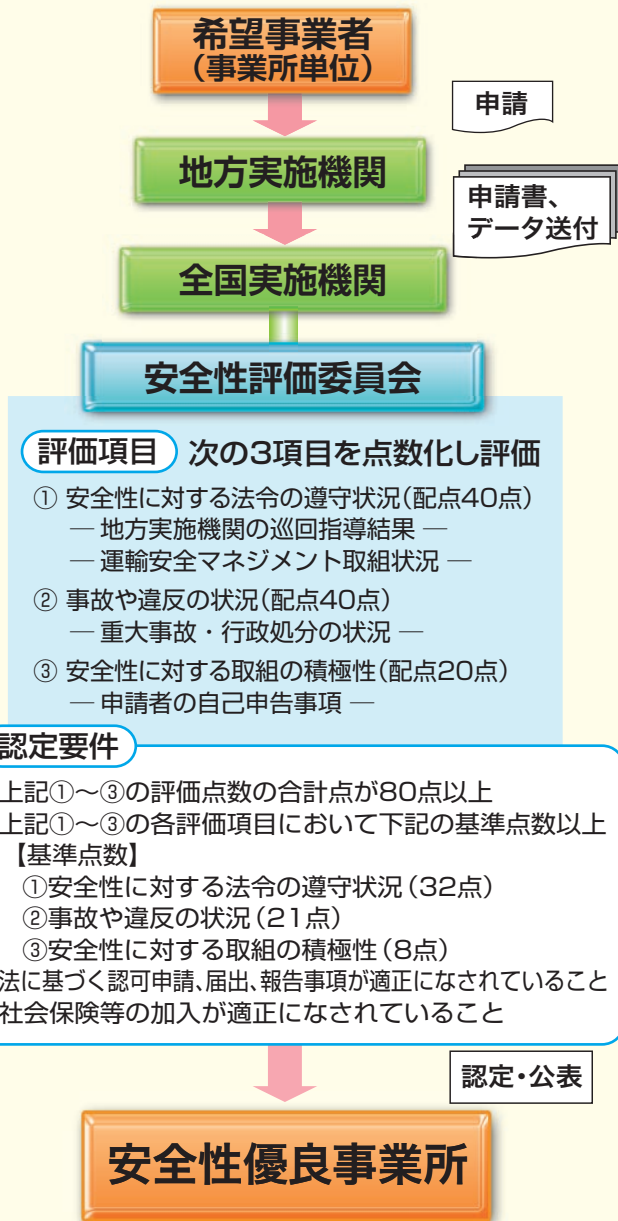 希望事業者
（事業所単位）
申請
地方実施機関
申請書、
データ送付
全国実施機関
安全性評価委員会
評価項目 次の3項目を点数化し評価
① 安全性に対する法令の遵守状況(配点40点)
― 地方実施機関の巡回指導結果 ―
― 運輸安全マネジメント取組状況 ―
② 事故や違反の状況(配点40点)
― 重大事故・行政処分の状況 ―
③ 安全性に対する取組の積極性(配点20点)
― 申請者の自己申告事項 ―
認定要件
上記①～③の評価点数の合計点が80点以上
上記①～③の各評価項目において下記の基準点数以上
【基準点数】
①安全性に対する法令の遵守状況(32点)
②事故や違反の状況(21点)
③安全性に対する取組の積極性(8点)
法に基づく認可申請、届出、報告事項が適正になされていること
社会保険等の加入が適正になされていること
認定・公表
安全性優良事業所